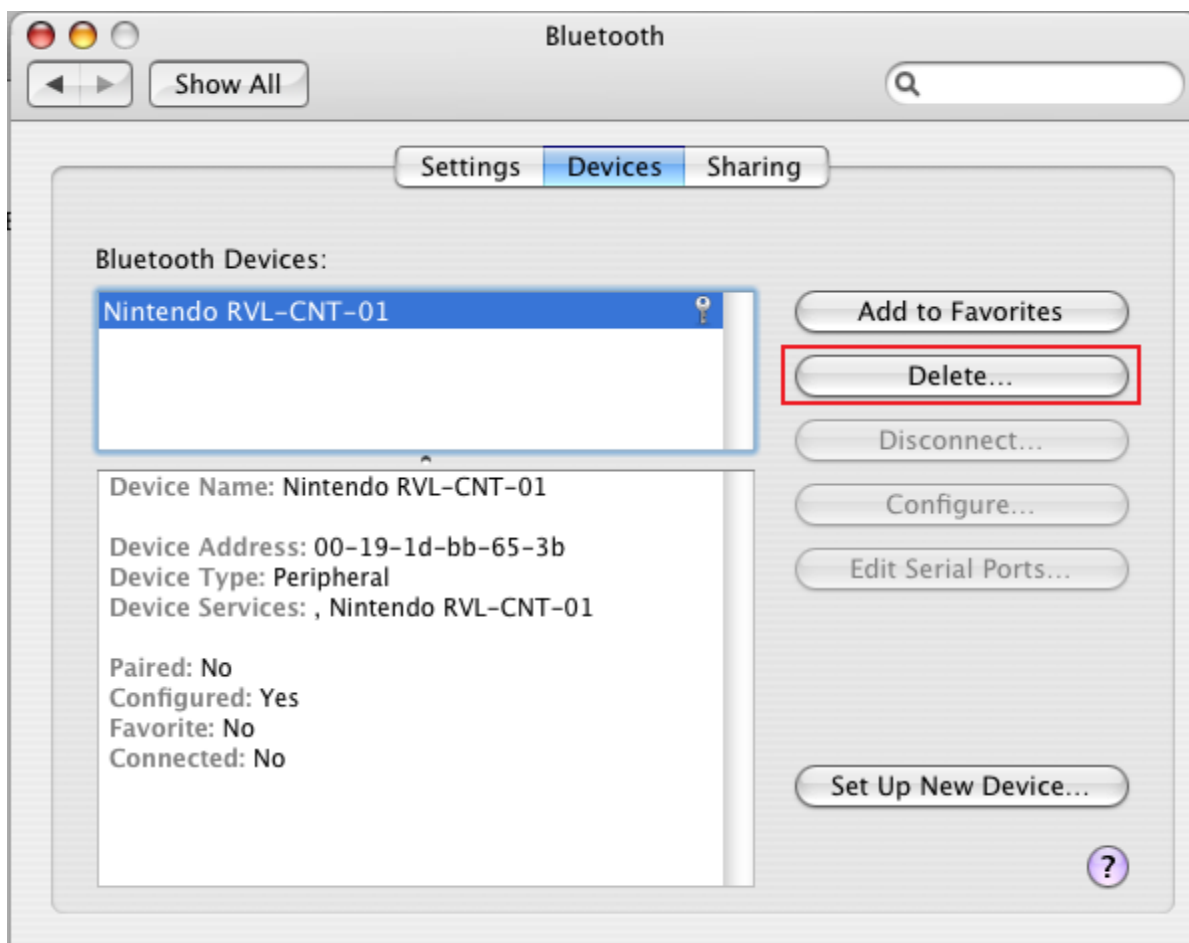 Bluetooth
Show All
Settings Devices Sharing
Bluetooth Devices:
Nintendo RVL-CNT-01
Add to Favorites
Delete...
Disconnect...
Configure...
Edit Serial Ports...
Device Name: Nintendo RVL-CNT-01
Device Address: 00-19-1d-bb-65-3b
Device Type: Peripheral
Device Services: , Nintendo RVL-CNT-01
Paired: No
Configured: Yes
Favorite: No
Connected: No
Set Up New Device...
?